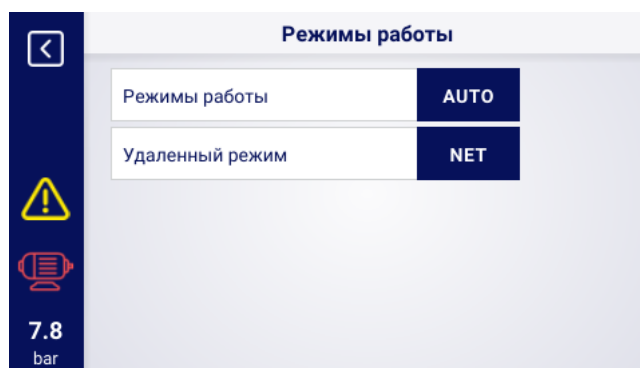 Режимы работы
Режимы работы AUTO
Удаленный режим NET
7.8
bar